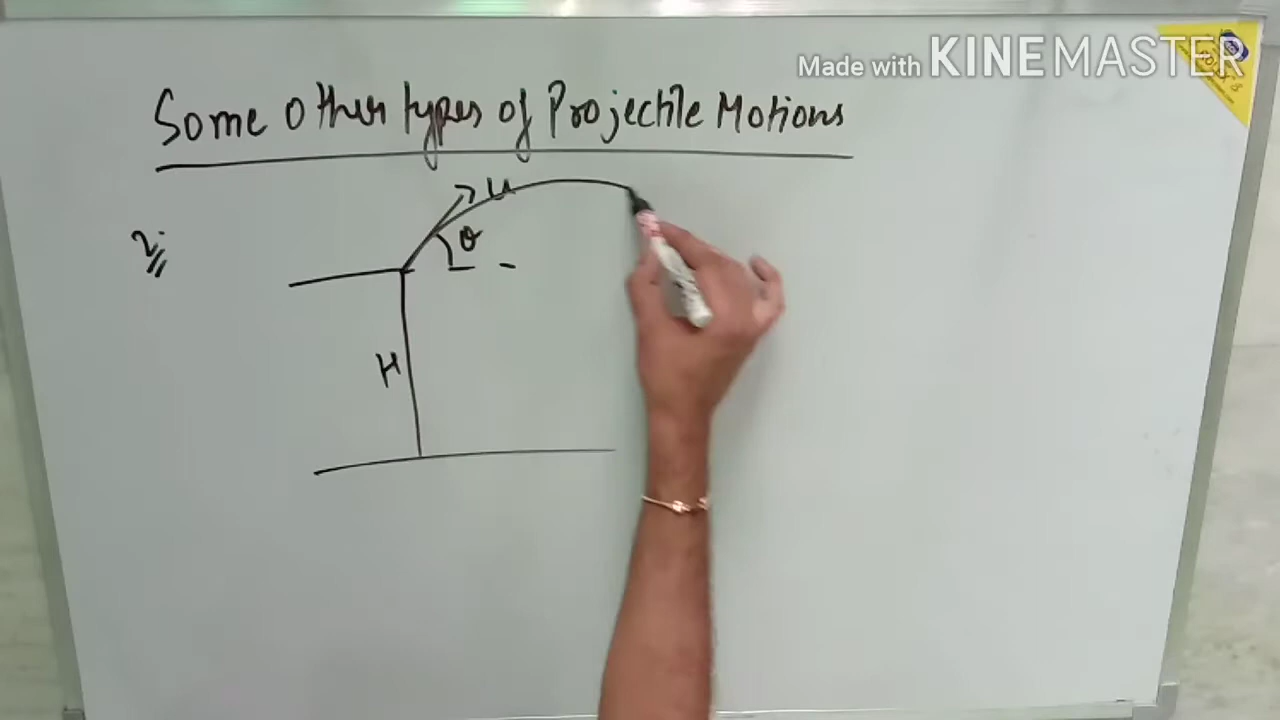 Made with KINEMASTER
Some Other types of Projectile Motions
2.
u
θ
H